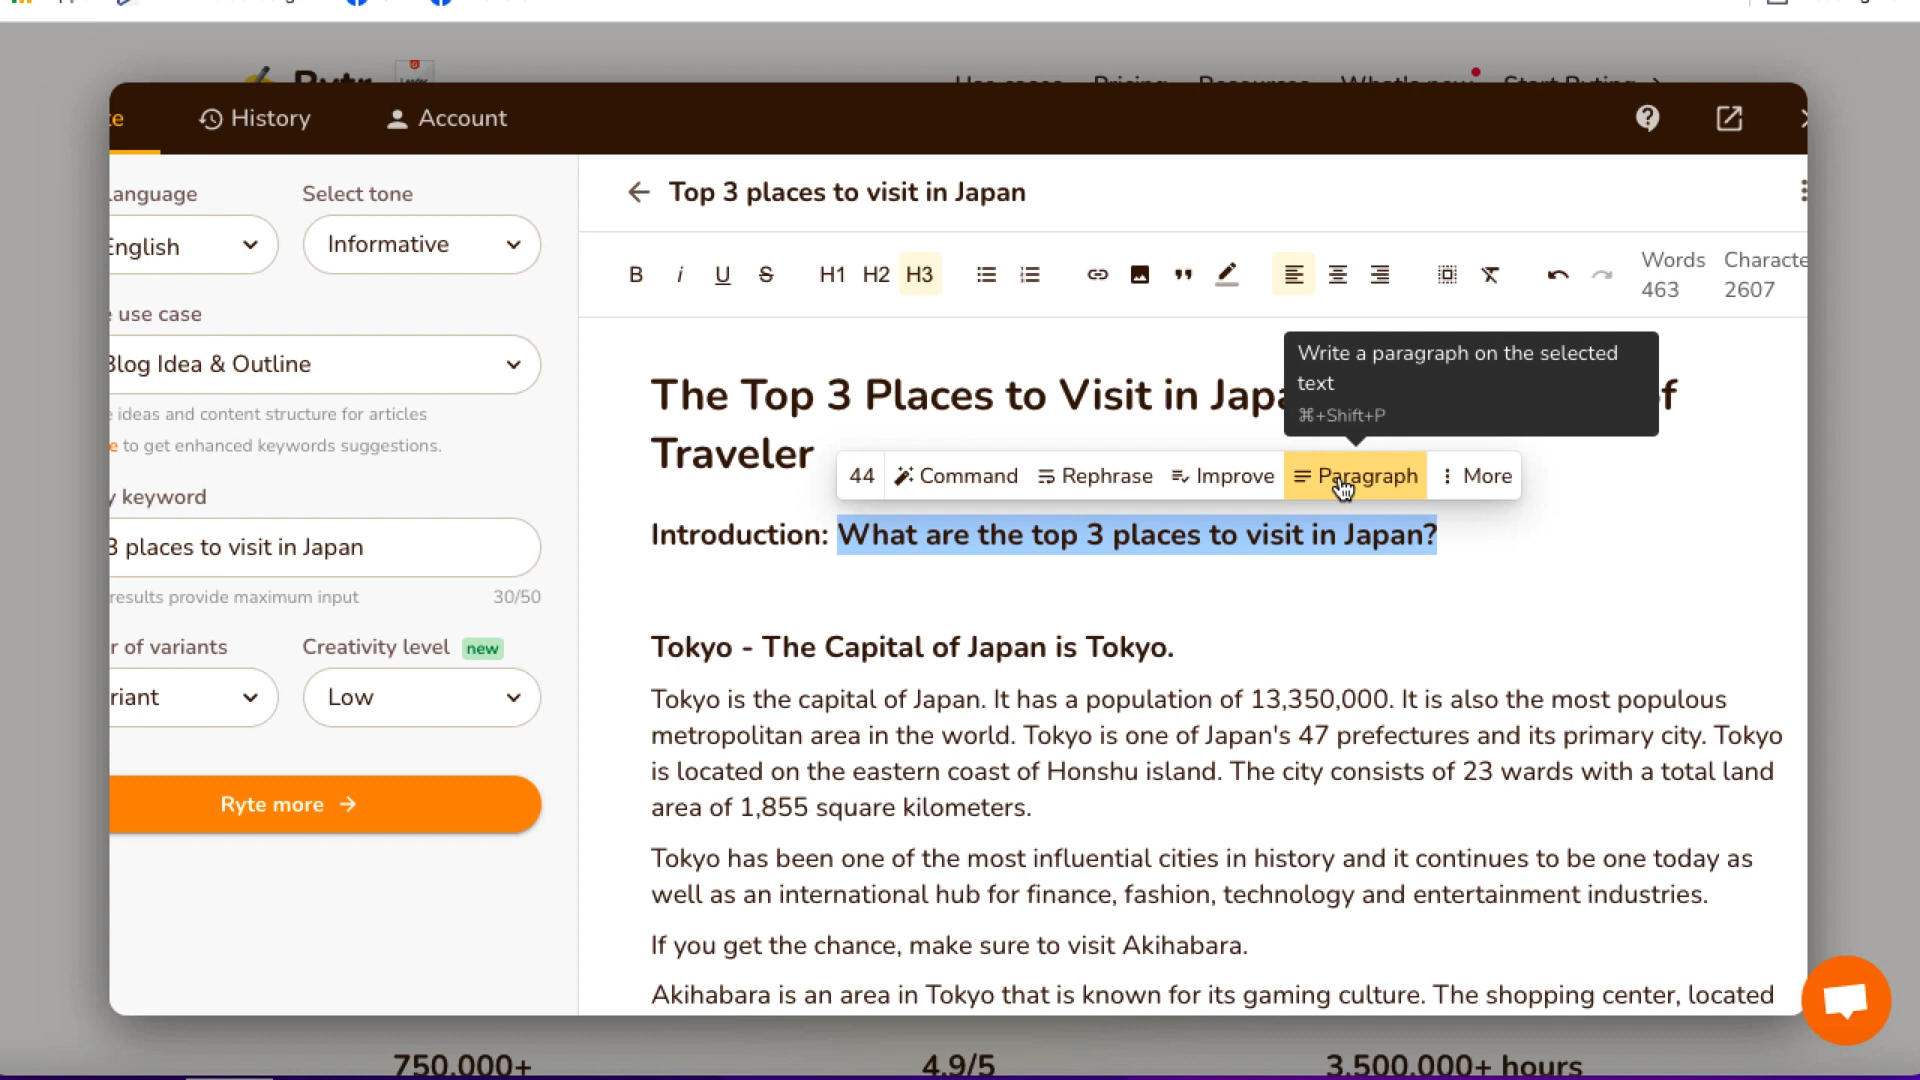 History
Account
Language
Select tone
English
Informative
use case
Blog Idea & Outline
ideas and content structure for articles
to get enhanced keywords suggestions.
keyword
3 places to visit in Japan
results provide maximum input
30/50
of variants
Creativity level
new
Low
Ryte more →
Top 3 places to visit in Japan
B i U S H1 H2 H3
Words
463
Characte
2607
Write a paragraph on the selected
text
⌘+Shift+P
The Top 3 Places to Visit in Japa
of
Traveler
44 Command Rephrase Improve Paragraph More
Introduction: What are the top 3 places to visit in Japan?
Tokyo - The Capital of Japan is Tokyo.
Tokyo is the capital of Japan. It has a population of 13,350,000. It is also the most populous
metropolitan area in the world. Tokyo is one of Japan's 47 prefectures and its primary city. Tokyo
is located on the eastern coast of Honshu island. The city consists of 23 wards with a total land
area of 1,855 square kilometers.
Tokyo has been one of the most influential cities in history and it continues to be one today as
well as an international hub for finance, fashion, technology and entertainment industries.
If you get the chance, make sure to visit Akihabara.
Akihabara is an area in Tokyo that is known for its gaming culture. The shopping center, located
750,000+
4.9/5
3,500,000+ hours